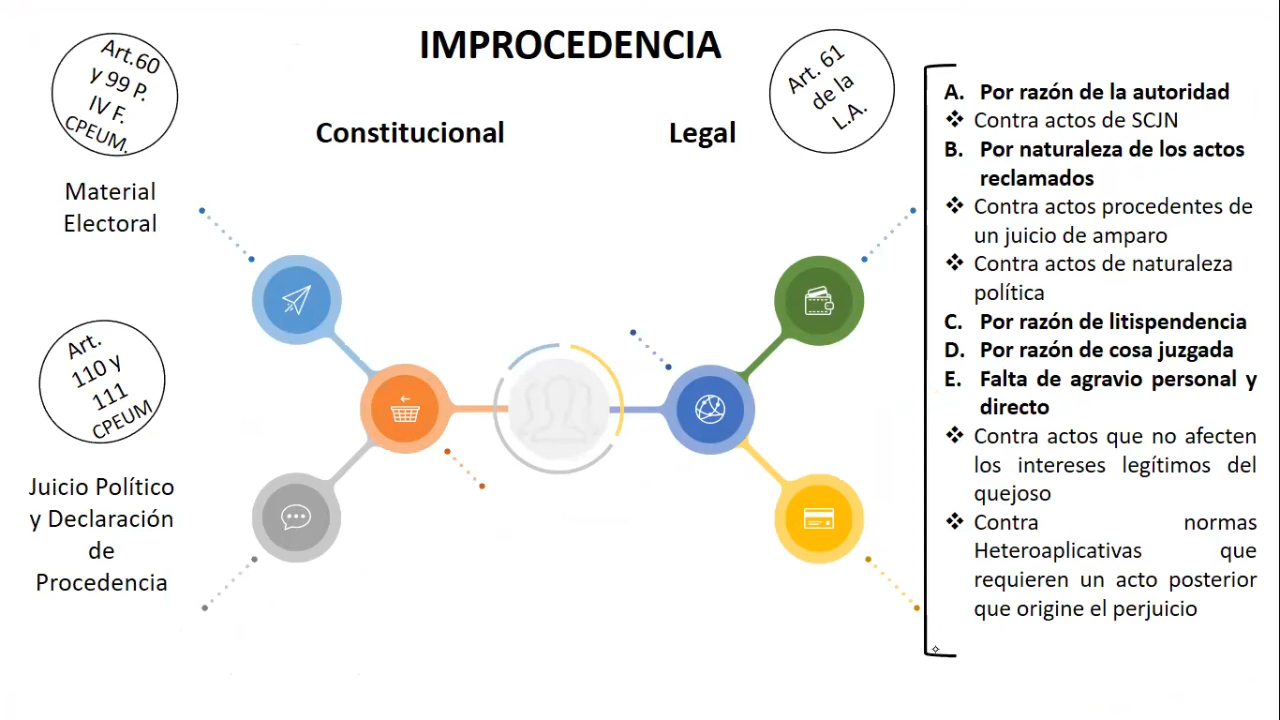 IMPROCEDENCIA
Art.60
y 99 P.
IV F.
CPEUM.
Material
Electoral
Constitucional
Legal
Art. 61
de la
L.A.
Art.
110 y
111
CPEUM
Juicio Político
y Declaración
de
Procedencia
A. Por razón de la autoridad
❖ Contra actos de SCJN
B. Por naturaleza de los actos
reclamados
❖ Contra actos procedentes de
un juicio de amparo
❖ Contra actos de naturaleza
política
C. Por razón de litispendencia
D. Por razón de cosa juzgada
E. Falta de agravio personal y
directo
❖ Contra actos que no afecten
los intereses legítimos del
quejoso
❖ Contra normas
Heteroaplicativas que
requieren un acto posterior
que origine el perjuicio